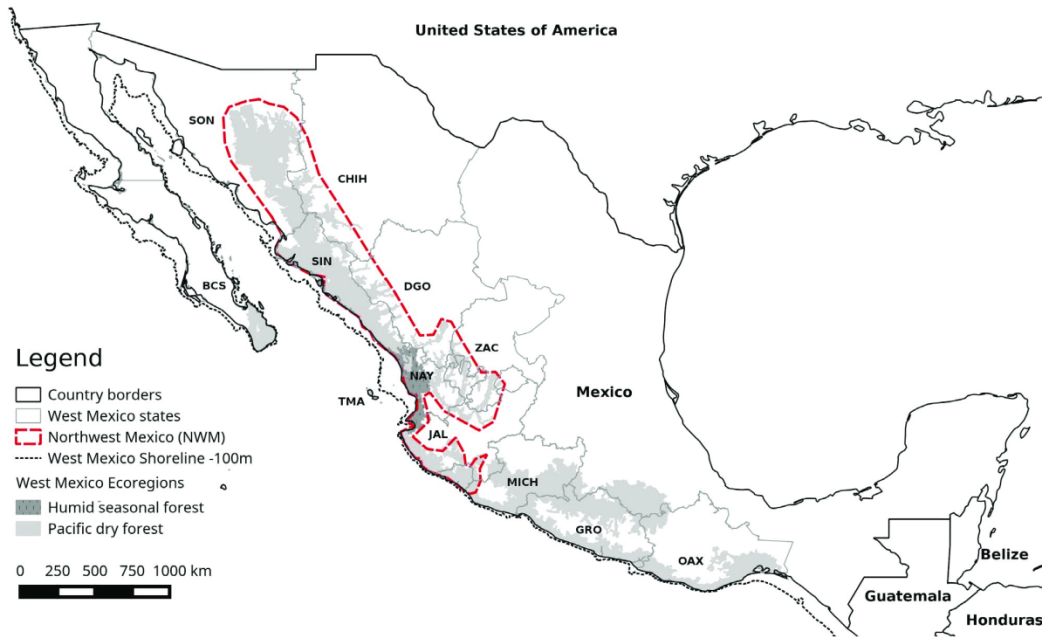 United States of America
SON
CHIH
SIN
BCS
DGO
ZAC
NAY
TMA
JAL
Mexico
MICH
GRO
OAX
Belize
Guatemala
Honduras
Legend
Country borders
West Mexico states
Northwest Mexico (NWM)
West Mexico Shoreline -100m
West Mexico Ecoregions
Humid seasonal forest
Pacific dry forest
0 250 500 750 1000 km